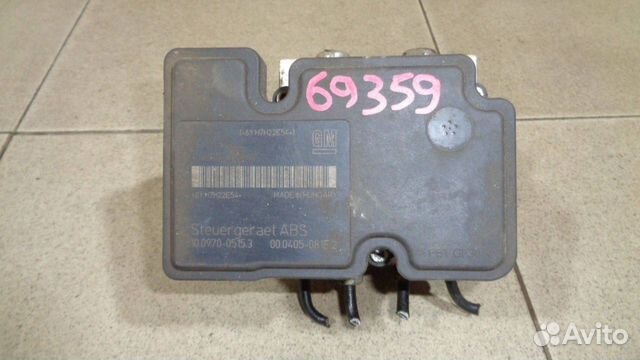 69359
GM
MADE IN HUNGARY
Steuergeraet ABS
10.0970-0515.3 00.0405-0815.2
Avito